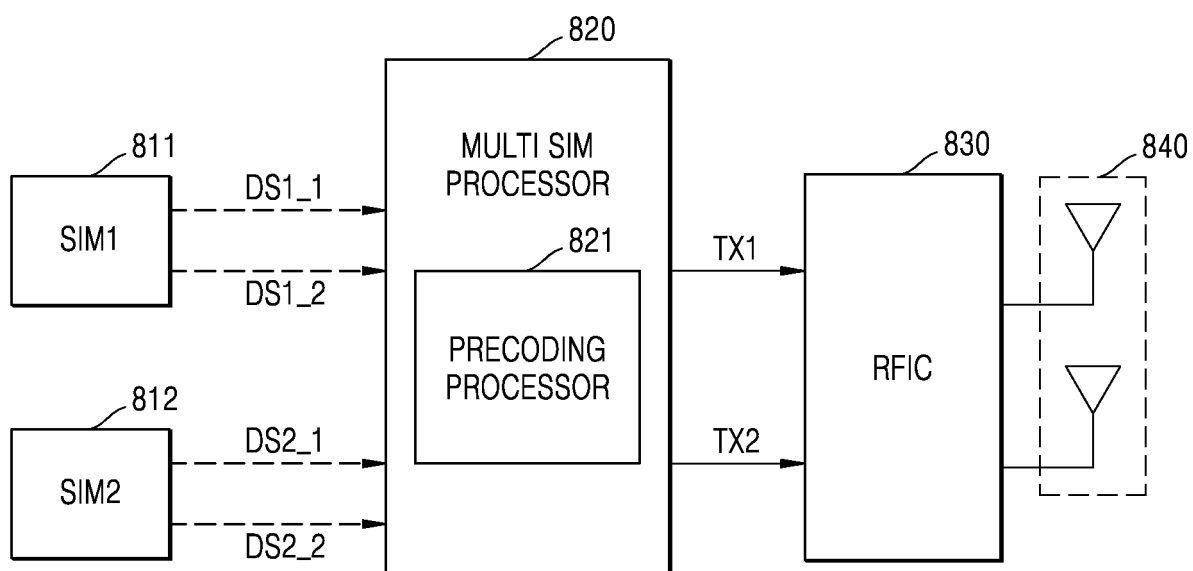 820
MULTI SIM
PROCESSOR
811
SIM1
DS1_1
DS1_2
821
PRECODING
PROCESSOR
812
SIM2
DS2_1
DS2_2
TX1
TX2
830
RFIC
840